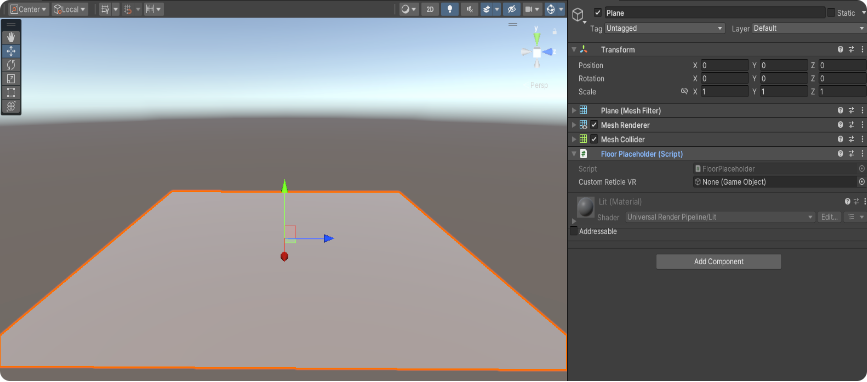 Center Local 2D
Y
Persp
Plane Static
Tag Untagged Layer Default
Transform
Position X 0 Y 0 Z 0
Rotation X 0 Y 0 Z 0
Scale X 1 Y 1 Z 1
Plane (Mesh Filter)
Mesh Renderer
Mesh Collider
# Floor Placeholder (Script)
Script FloorPlaceholder
Custom Reticle VR None (Game Object)
Lit (Material)
Shader Universal Render Pipeline/Lit Edit...
Addressable
Add Component